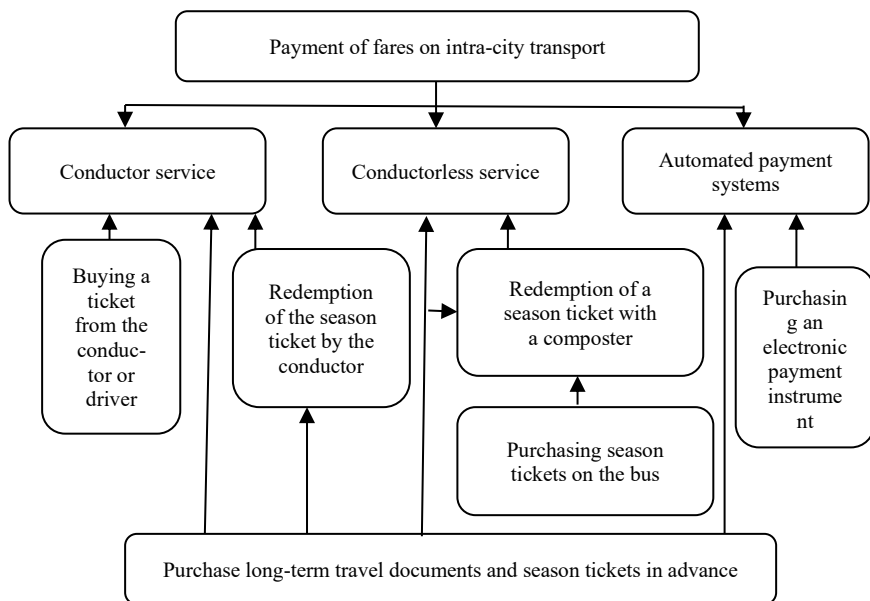 Payment of fares on intra-city transport
Conductor service
Conductorless service
Automated payment
systems
Buying a
ticket
from the
conduc-
tor or
driver
Redemption
of the season
ticket by the
conductor
Redemption of a
season ticket with
a composter
Purchasin
g an
electronic
payment
instrume
nt
Purchasing season
tickets on the bus
Purchase long-term travel documents and season tickets in advance